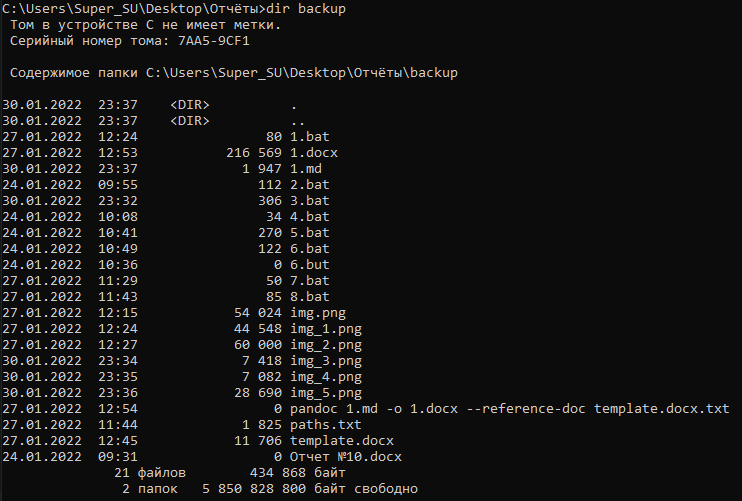 C:\Users\Super_SU\Desktop\Отчёты>dir backup
Том в устройстве C не имеет метки.
Серийный номер тома: 7AA5-9CF1
Содержимое папки C:\Users\Super_SU\Desktop\Отчёты\backup
30.01.2022  23:37    <DIR>          .
30.01.2022  23:37    <DIR>          ..
27.01.2022  12:24                80 1.bat
27.01.2022  12:53           216 569 1.docx
30.01.2022  23:37             1 947 1.md
24.01.2022  09:55               112 2.bat
30.01.2022  23:32               306 3.bat
24.01.2022  10:08                34 4.bat
24.01.2022  10:41               270 5.bat
24.01.2022  10:49               122 6.bat
24.01.2022  10:36                 0 6.but
27.01.2022  11:29                50 7.bat
27.01.2022  11:43                85 8.bat
27.01.2022  12:15            54 024 img.png
27.01.2022  12:24            44 548 img_1.png
27.01.2022  12:27            60 000 img_2.png
30.01.2022  23:34             7 418 img_3.png
30.01.2022  23:35             7 082 img_4.png
30.01.2022  23:36            28 690 img_5.png
27.01.2022  12:54                 0 pandoc 1.md -o 1.docx --reference-doc template.docx.txt
27.01.2022  11:44             1 825 paths.txt
27.01.2022  12:45            11 706 template.docx
24.01.2022  09:31                 0 Отчет №10.docx
21 файлов        434 868 байт
2 папок   5 850 828 800 байт свободно